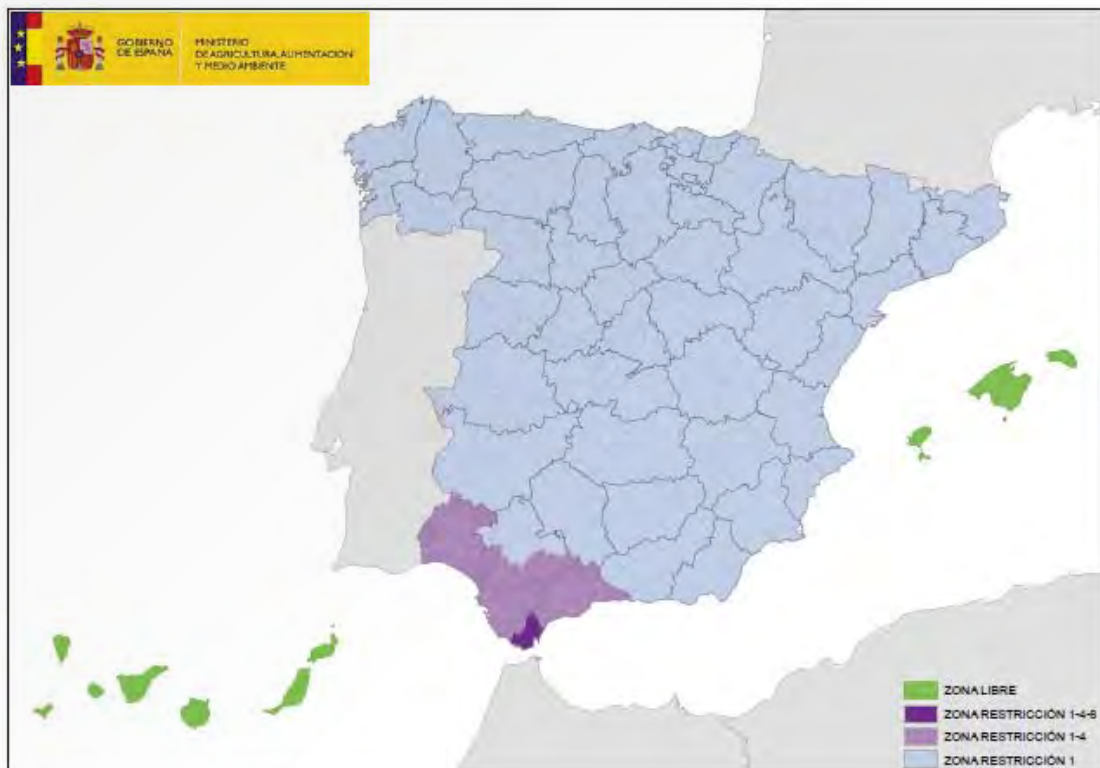 GOBIERNO
DE ESPAÑA
MINISTERIO
DE AGRICULTURA, ALIMENTACIÓN
Y MEDIO AMBIENTE
ZONA LIBRE
ZONA RESTRICCIÓN 1-4-8
ZONA RESTRICCIÓN 1-4
ZONA RESTRICCIÓN 1